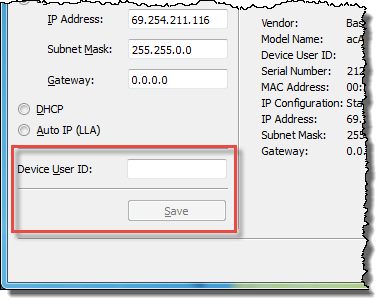 IP Address: 69.254.211.116
Subnet Mask: 255.255.0.0
Gateway: 0.0.0.0
DHCP
Auto IP (LLA)
Device User ID:
Save
Vendor: Bas
Model Name: acA
Device User ID:
Serial Number: 212
MAC Address: 00:
IP Configuration: Sta
IP Address: 69.
Subnet Mask: 255
Gateway: 0.0.